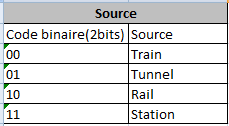 Source
Code binaire(2bits) Source
00 Train
01 Tunnel
10 Rail
11 Station